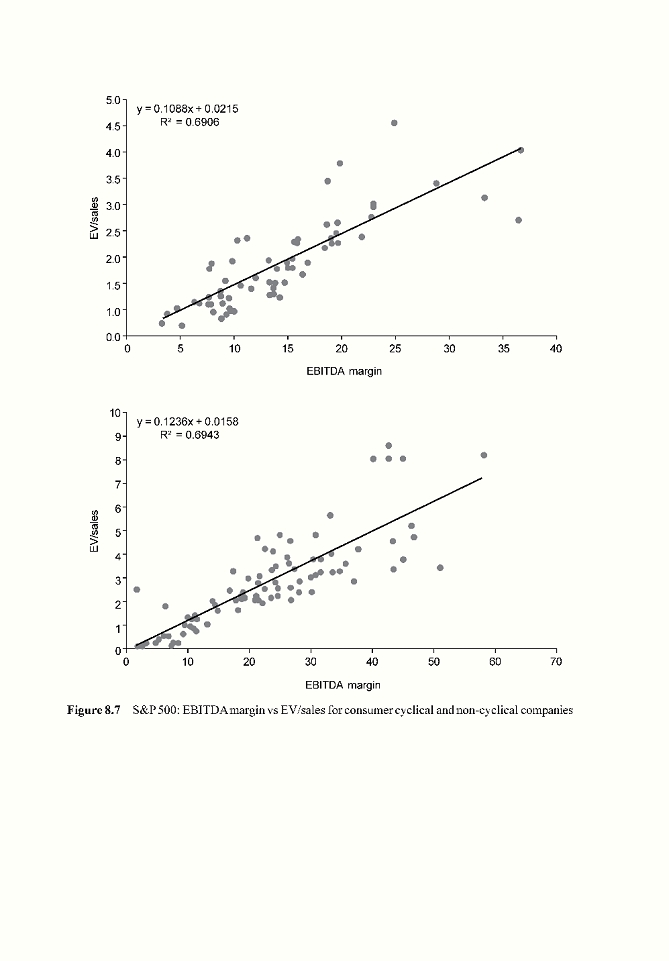 5.0
y = 0.1088x + 0.0215
R² = 0.6906
4.5
4.0
3.5
3.0
2.5
2.0
1.5
1.0
0.0
EV/sales
0 5 10 15 20 25 30 35 40
EBITDA margin
10
y = 0.1236x + 0.0158
R² = 0.6943
9
8
7
6
5
4
3
2
1
0
EV/sales
0 10 20 30 40 50 60 70
EBITDA margin
Figure 8.7 S&P 500: EBITDA margin vs EV/sales for consumer cyclical and non-cyclical companies